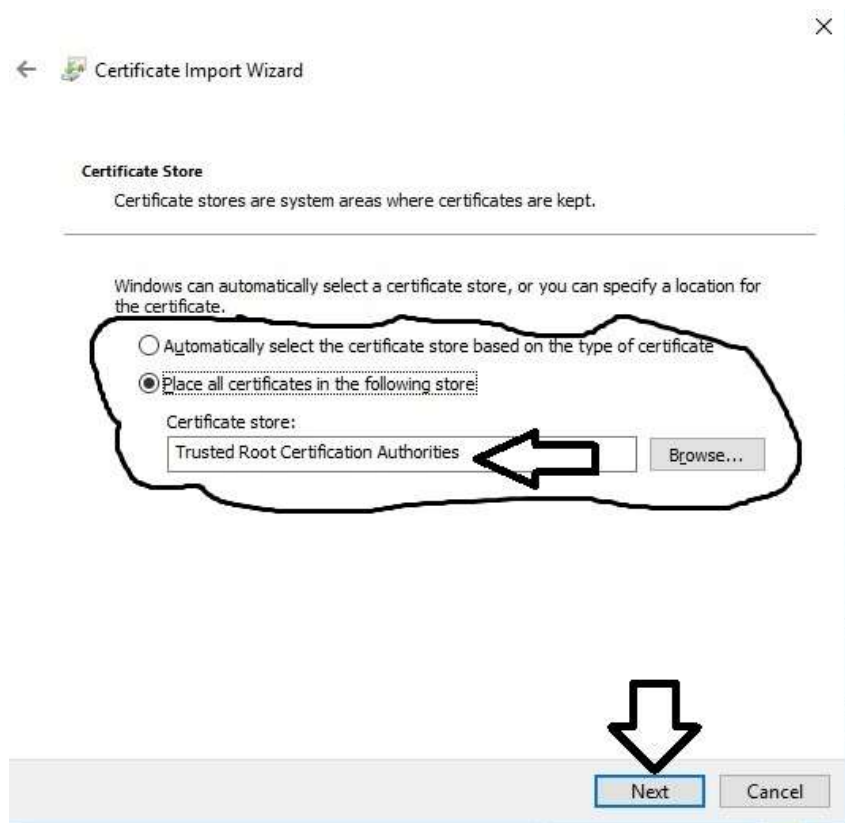 Certificate Import Wizard
Certificate Store
Certificate stores are system areas where certificates are kept.
Windows can automatically select a certificate store, or you can specify a location for
the certificate.
Automatically select the certificate store based on the type of certificate
Place all certificates in the following store
Certificate store:
Trusted Root Certification Authorities
Browse...
Next
Cancel